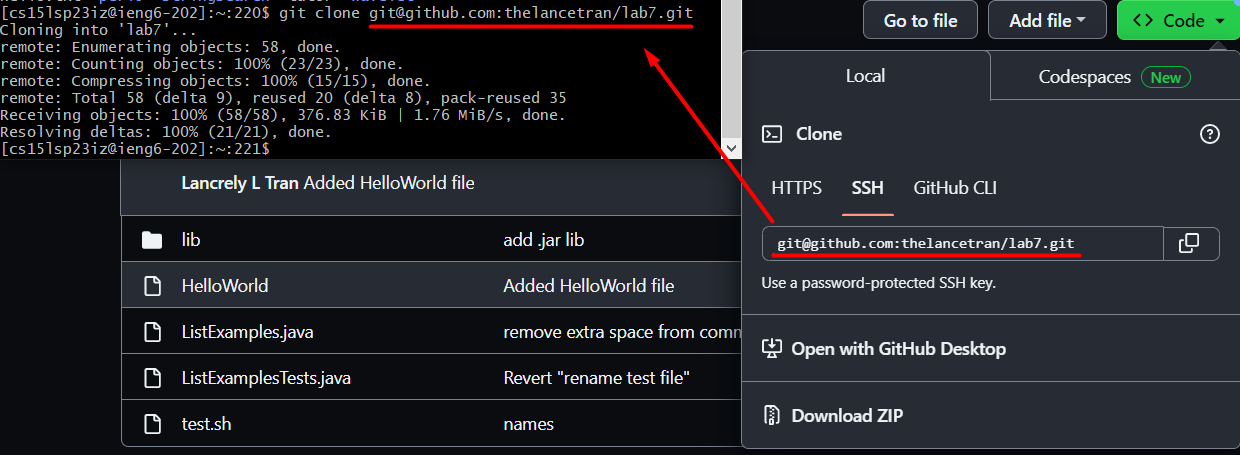 [cs15lsp23iz@ieng6-202]:~:220$ git clone git@github.com:thelancetran/lab7.git
Cloning into 'lab7'...
remote: Enumerating objects: 58, done.
remote: Counting objects: 100% (23/23), done.
remote: Compressing objects: 100% (15/15), done.
remote: Total 58 (delta 9), reused 20 (delta 8), pack-reused 35
Receiving objects: 100% (58/58), 376.83 KiB | 1.76 MiB/s, done.
Resolving deltas: 100% (21/21), done.
[cs15lsp23iz@ieng6-202]:~:221$
Go to file
Add file
<> Code
Local
Codespaces New
Clone
HTTPS SSH GitHub CLI
git@github.com:thelancetran/lab7.git
Use a password-protected SSH key.
Open with GitHub Desktop
Download ZIP
Lancrely L Tran Added HelloWorld file
lib add .jar lib
HelloWorld Added HelloWorld file
ListExamples.java remove extra space from comm
ListExamplesTests.java Revert "rename test file"
test.sh names